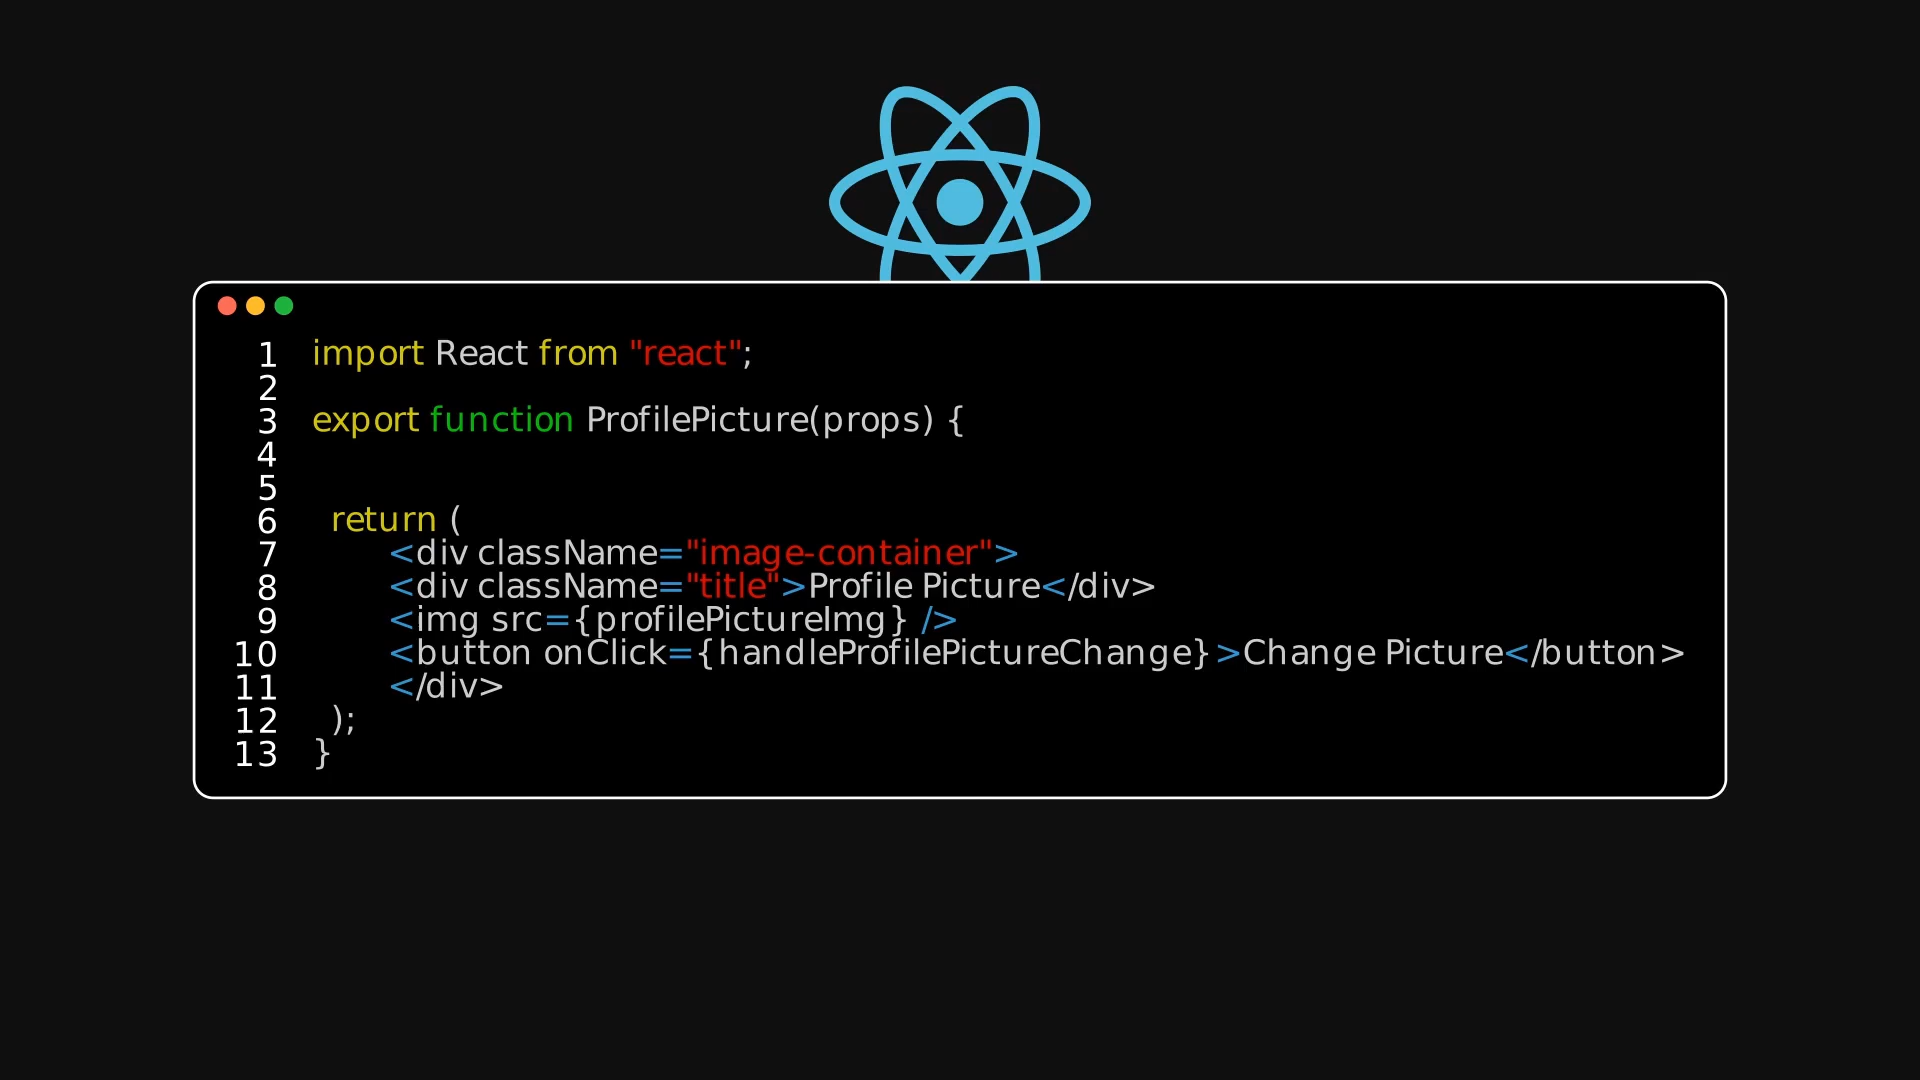 1 import React from "react";
2
3 export function ProfilePicture(props) {
4
5
6 return (
7 <div className="image-container">
8 <div className="title">Profile Picture</div>
9 <img src={profilePictureImg} />
10 <button onClick={handleProfilePictureChange}>Change Picture</button>
11 </div>
12 );
13 }